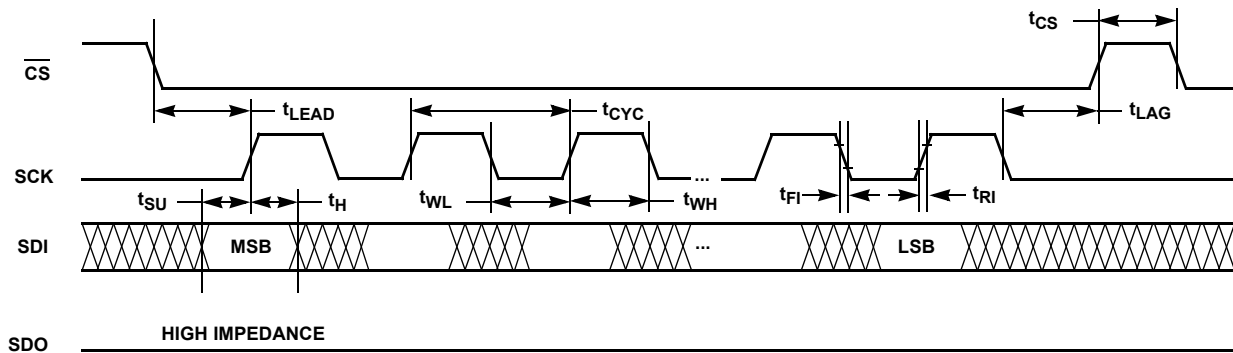 tCS
CS
tLEAD
tCYC
tLAG
SCK
...
tSU
tH
tWL
tWH
tFI
tRI
SDI
MSB
...
LSB
HIGH IMPEDANCE
SDO